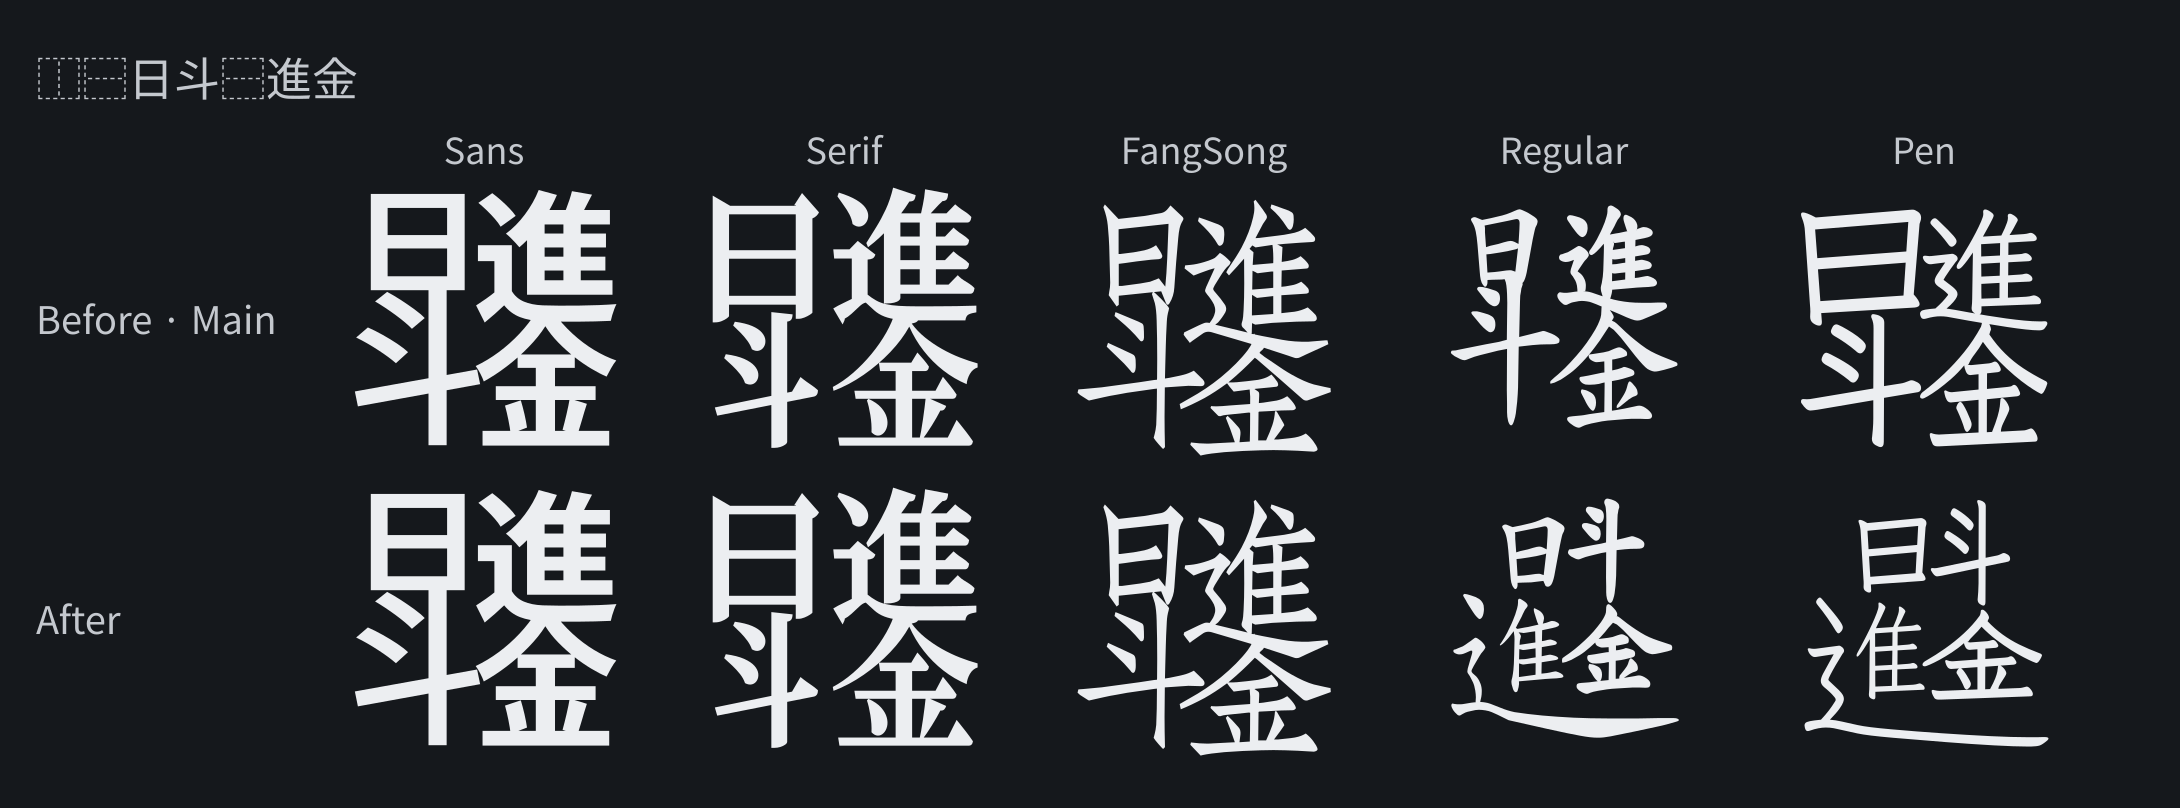 ⿰⿱日斗⿱進金
Sans Serif FangSong Regular Pen
Before · Main
After